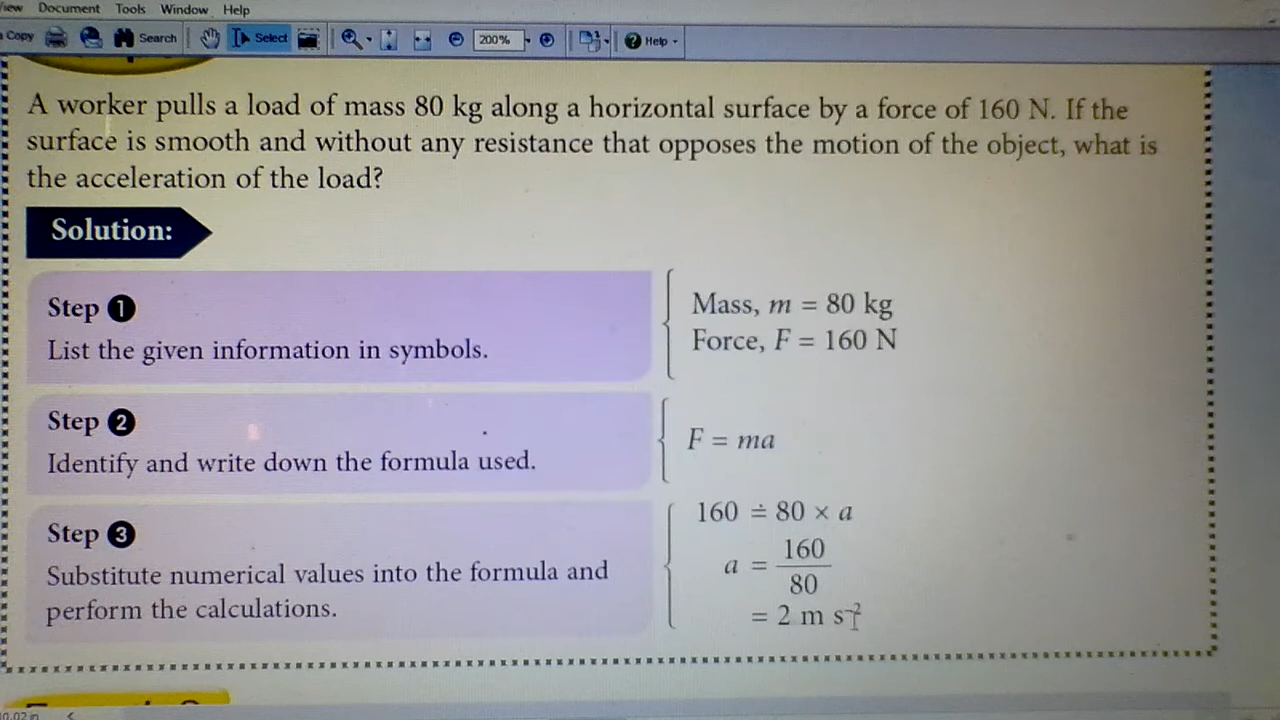 View Document Tools Window Help
Copy Search Select 200% Help
A worker pulls a load of mass 80 kg along a horizontal surface by a force of 160 N. If the
surface is smooth and without any resistance that opposes the motion of the object, what is
the acceleration of the load?
Solution:
Step 1
List the given information in symbols.
Mass, m = 80 kg
Force, F = 160 N
Step 2
Identify and write down the formula used.
F = ma
Step 3
Substitute numerical values into the formula and
perform the calculations.
160 = 80 × a
a = 160/80
= 2 m s⁻²